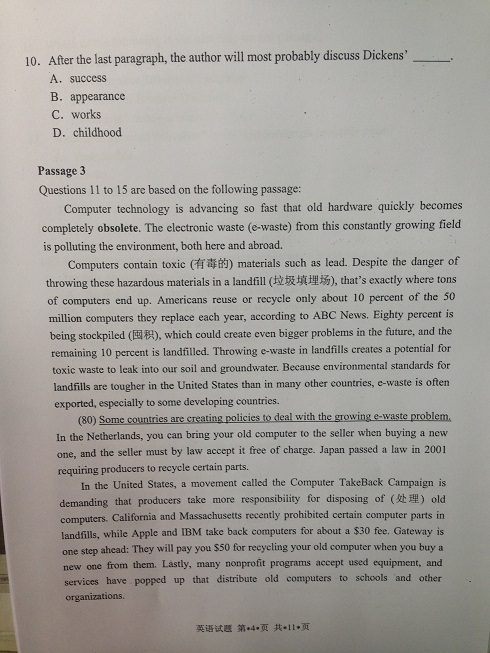 10. After the last paragraph, the author will most probably discuss Dickens' ______.
A. success
B. appearance
C. works
D. childhood
Passage 3
Questions 11 to 15 are based on the following passage:
Computer technology is advancing so fast that old hardware quickly becomes
completely obsolete. The electronic waste (e-waste) from this constantly growing field
is polluting the environment, both here and abroad.
Computers contain toxic (有毒的) materials such as lead. Despite the danger of
throwing these hazardous materials in a landfill (垃圾填埋场), that's exactly where tons
of computers end up. Americans reuse or recycle only about 10 percent of the 50
million computers they replace each year, according to ABC News. Eighty percent is
being stockpiled (囤积), which could create even bigger problems in the future, and the
remaining 10 percent is landfilled. Throwing e-waste in landfills creates a potential for
toxic waste to leak into our soil and groundwater. Because environmental standards for
landfills are tougher in the United States than in many other countries, e-waste is often
exported, especially to some developing countries.
(80) Some countries are creating policies to deal with the growing e-waste problem.
In the Netherlands, you can bring your old computer to the seller when buying a new
one, and the seller must by law accept it free of charge. Japan passed a law in 2001
requiring producers to recycle certain parts.
In the United States, a movement called the Computer TakeBack Campaign is
demanding that producers take more responsibility for disposing of (处理) old
computers. California and Massachusetts recently prohibited certain computer parts in
landfills, while Apple and IBM take back computers for about a $30 fee. Gateway is
one step ahead: They will pay you $50 for recycling your old computer when you buy a
new one from them. Lastly, many nonprofit programs accept used equipment, and
services have popped up that distribute old computers to schools and other
organizations.
英语试题 第•4•页 共•11•页